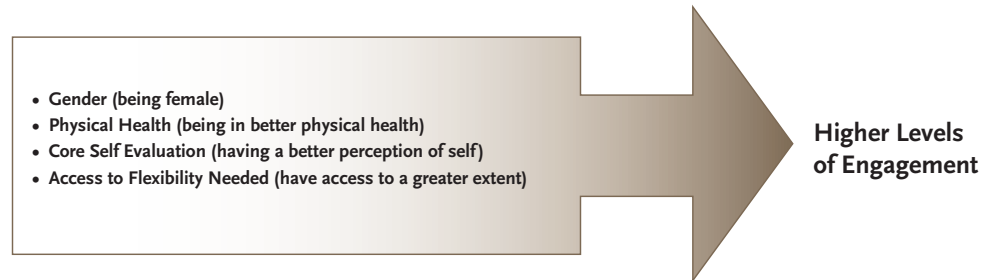 • Gender (being female)
• Physical Health (being in better physical health)
• Core Self Evaluation (having a better perception of self)
• Access to Flexibility Needed (have access to a greater extent)
Higher Levels
of Engagement